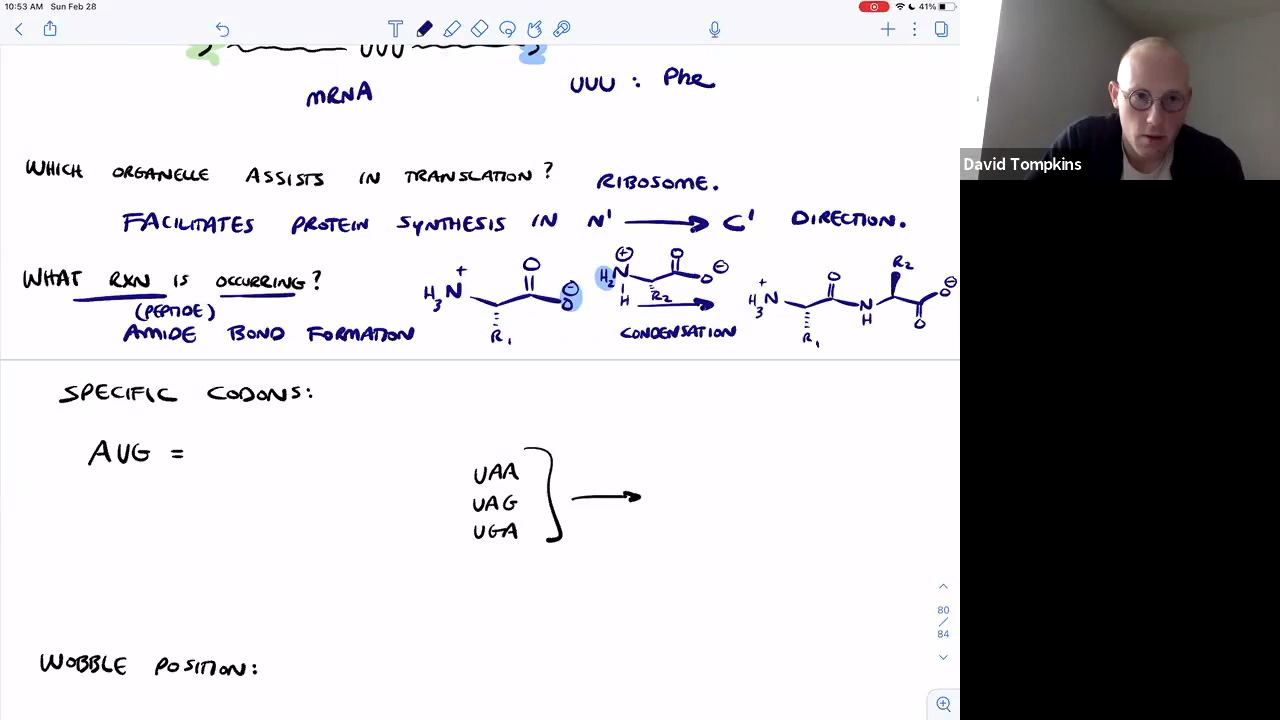 10:53 AM Sun Feb 28
41%
UUU
mRNA
UUU : Phe
WHICH ORGANELLE ASSISTS IN TRANSLATION? RIBOSOME.
FACILITATES PROTEIN SYNTHESIS IN N' → C' DIRECTION.
WHAT RXN IS OCCURRING?
(PEPTIDE)
AMIDE BOND FORMATION
H3N + O O ⊖ R1
H2N ⊕ H R2 O O ⊖
CONDENSATION
H3N + R1 O N H R2 O O ⊖
SPECIFIC CODONS:
AUG =
UAA
UAG
UGA
WOBBLE POSITION:
80
/
84
David Tompkins